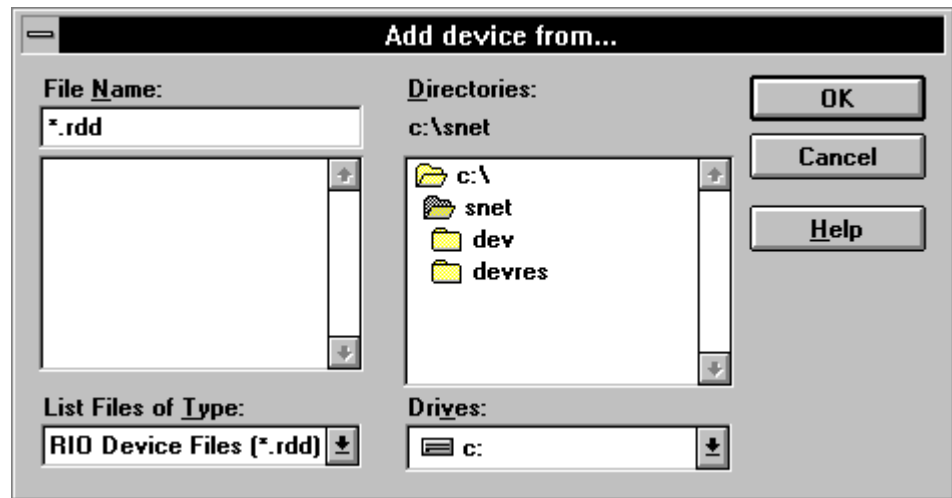 Add device from...
File Name:
*.rdd
Directories:
c:\snet
c:\
snet
dev
devres
OK
Cancel
Help
List Files of Type:
RIO Device Files (*.rdd)
Drives:
c: